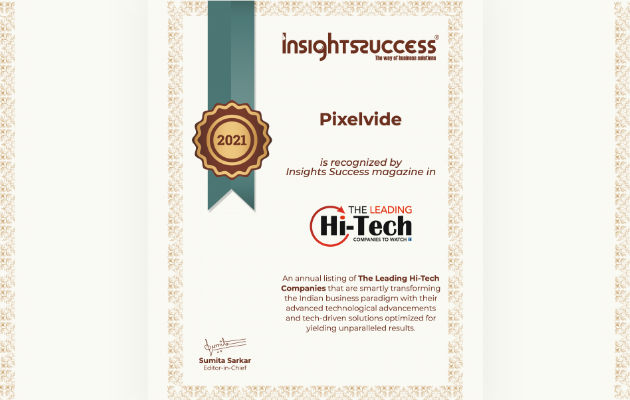 insightssuccess®
The way of business solutions
Pixelvide
2021
is recognized by
Insights Success magazine in
THE LEADING
Hi-Tech
COMPANIES TO WATCH
An annual listing of The Leading Hi-Tech
Companies that are smartly transforming
the Indian business paradigm with their
advanced technological advancements
and tech-driven solutions optimized for
yielding unparalleled results.
Sumita
Sumita Sarkar
Editor-in-Chief